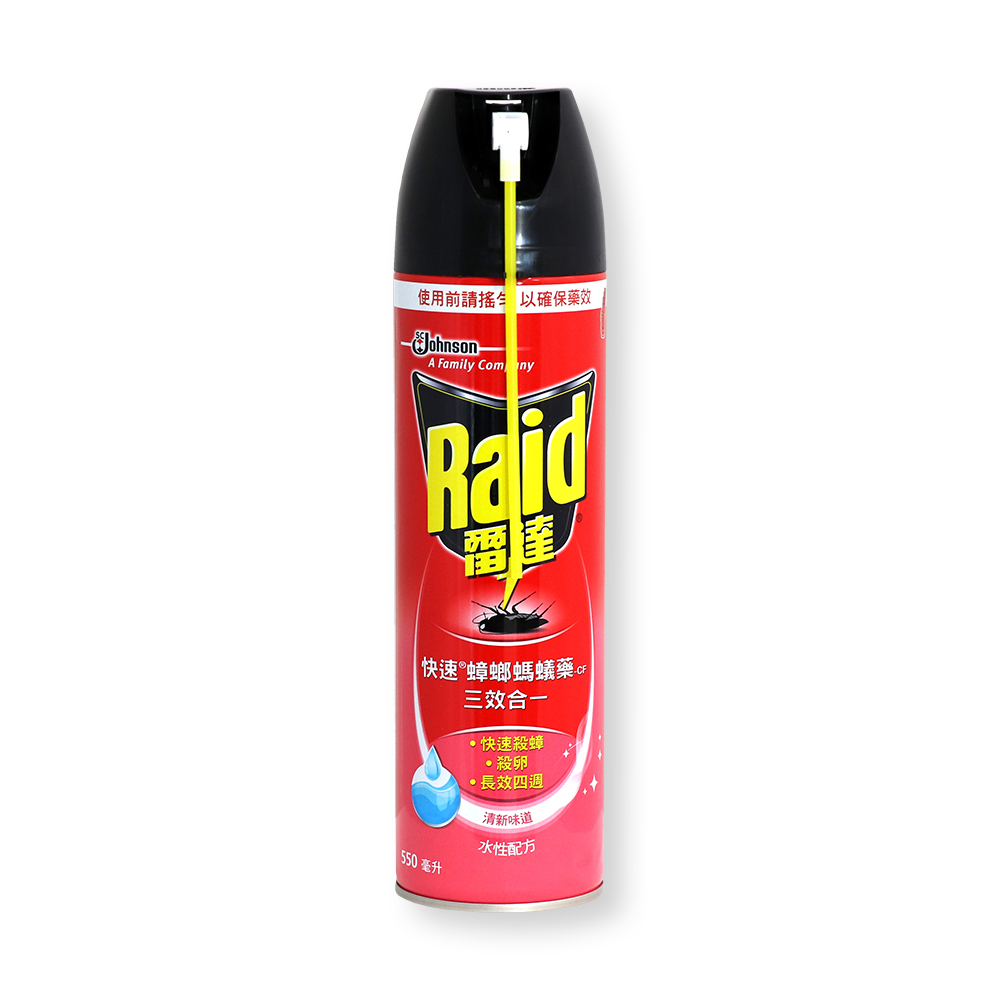 使用前請搖勻 以確保藥效
SC Johnson
A Family Company
Raid
®
雷達
快速®蟑螂螞蟻藥-CF
三效合一
• 快速殺蟑
• 殺卵
• 長效四週
清新味道
水性配方
550 毫升